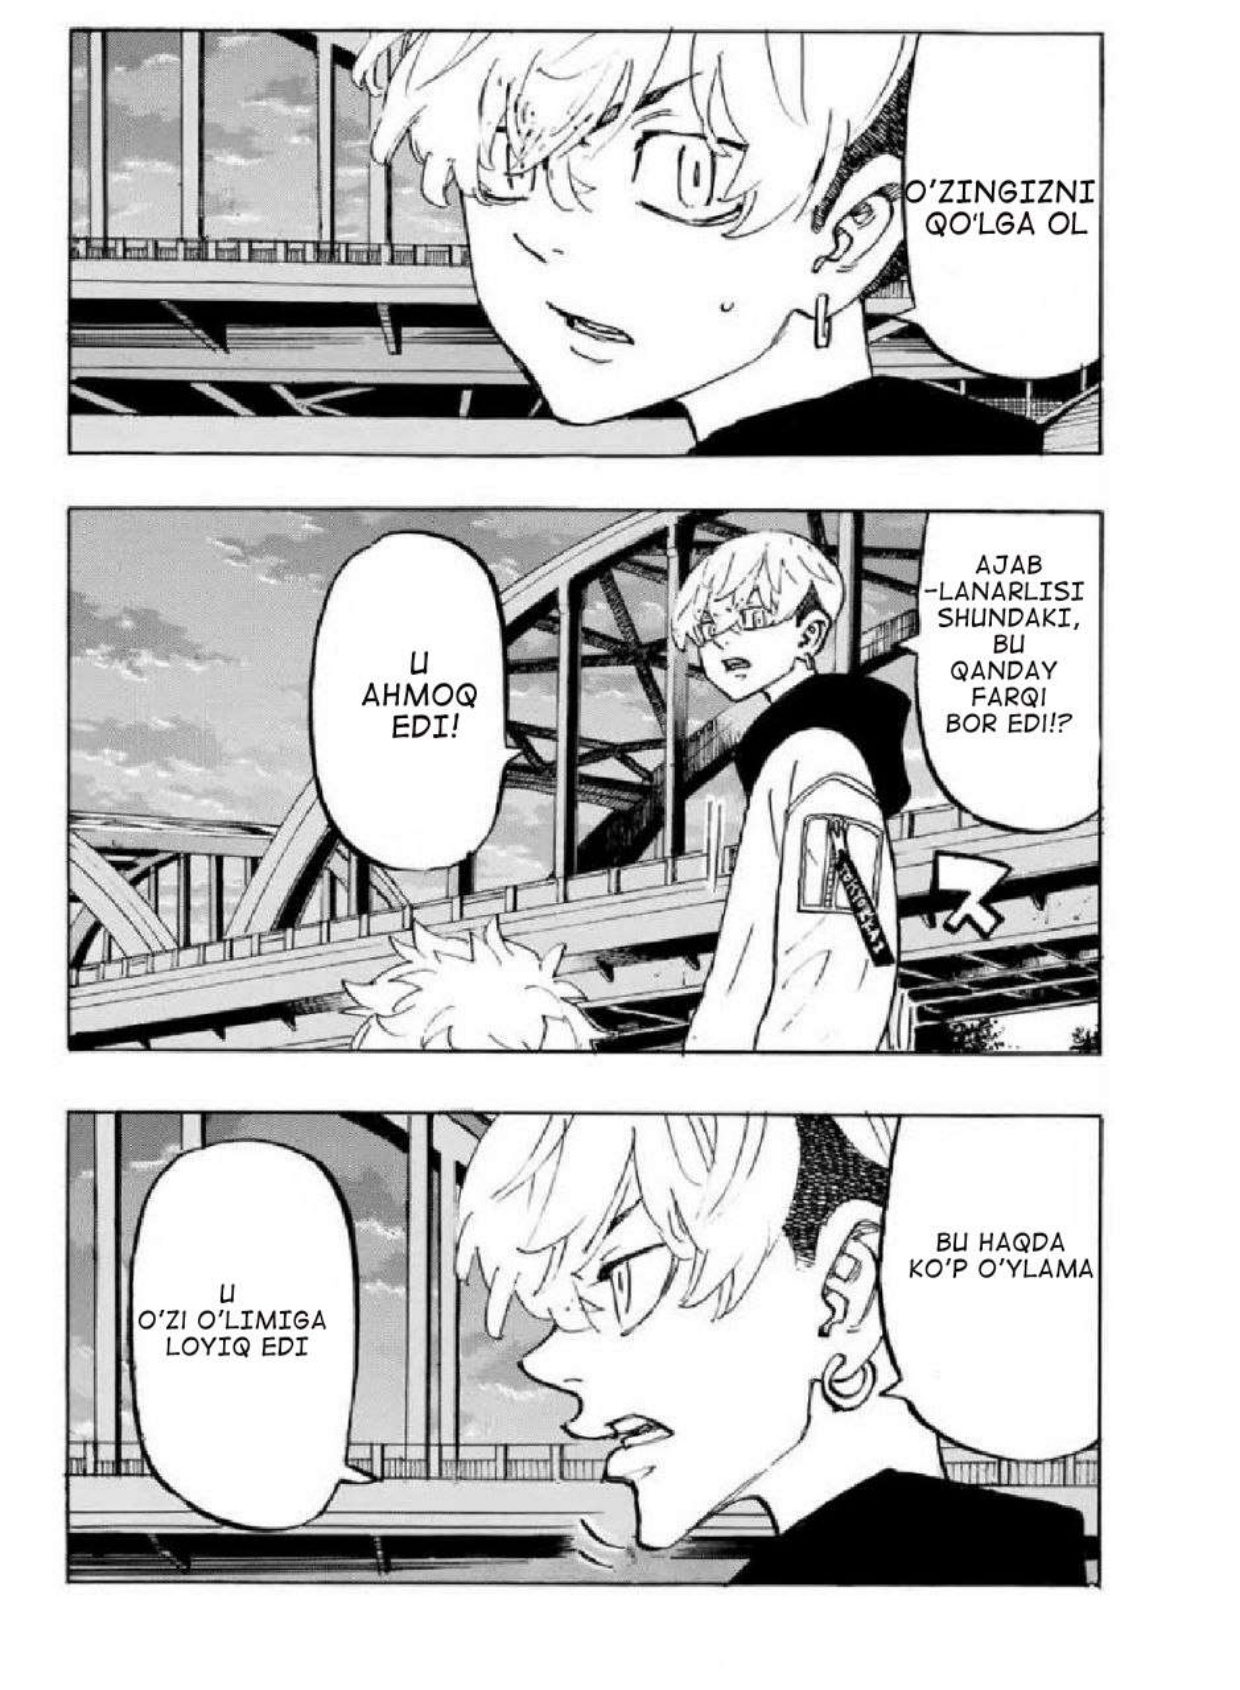 O'ZINGIZNI
QO'LGA OL
AJAB
-LANARLISI
SHUNDAKI,
BU
QANDAY
FARQI
BOR EDI!?
U
AHMOQ
EDI!
ス
BU HAQDA
KO'P O'YLAMA
U
O'ZI O'LIMIGA
LOYIQ EDI